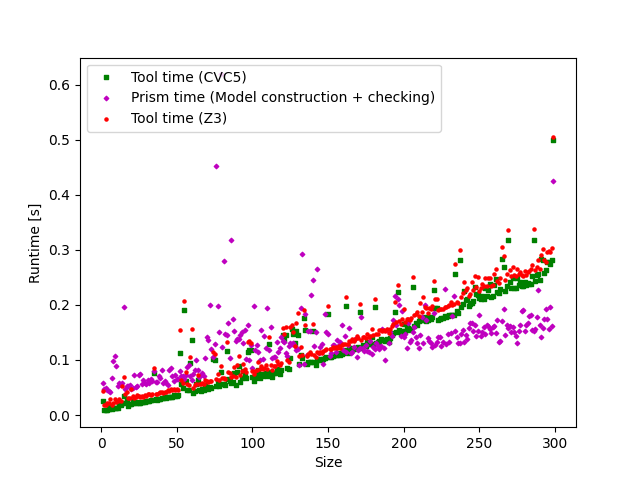 Tool time (CVC5)
Prism time (Model construction + checking)
Tool time (Z3)
0.6
0.5
0.4
0.3
0.2
0.1
0.0
Runtime [s]
0 50 100 150 200 250 300
Size